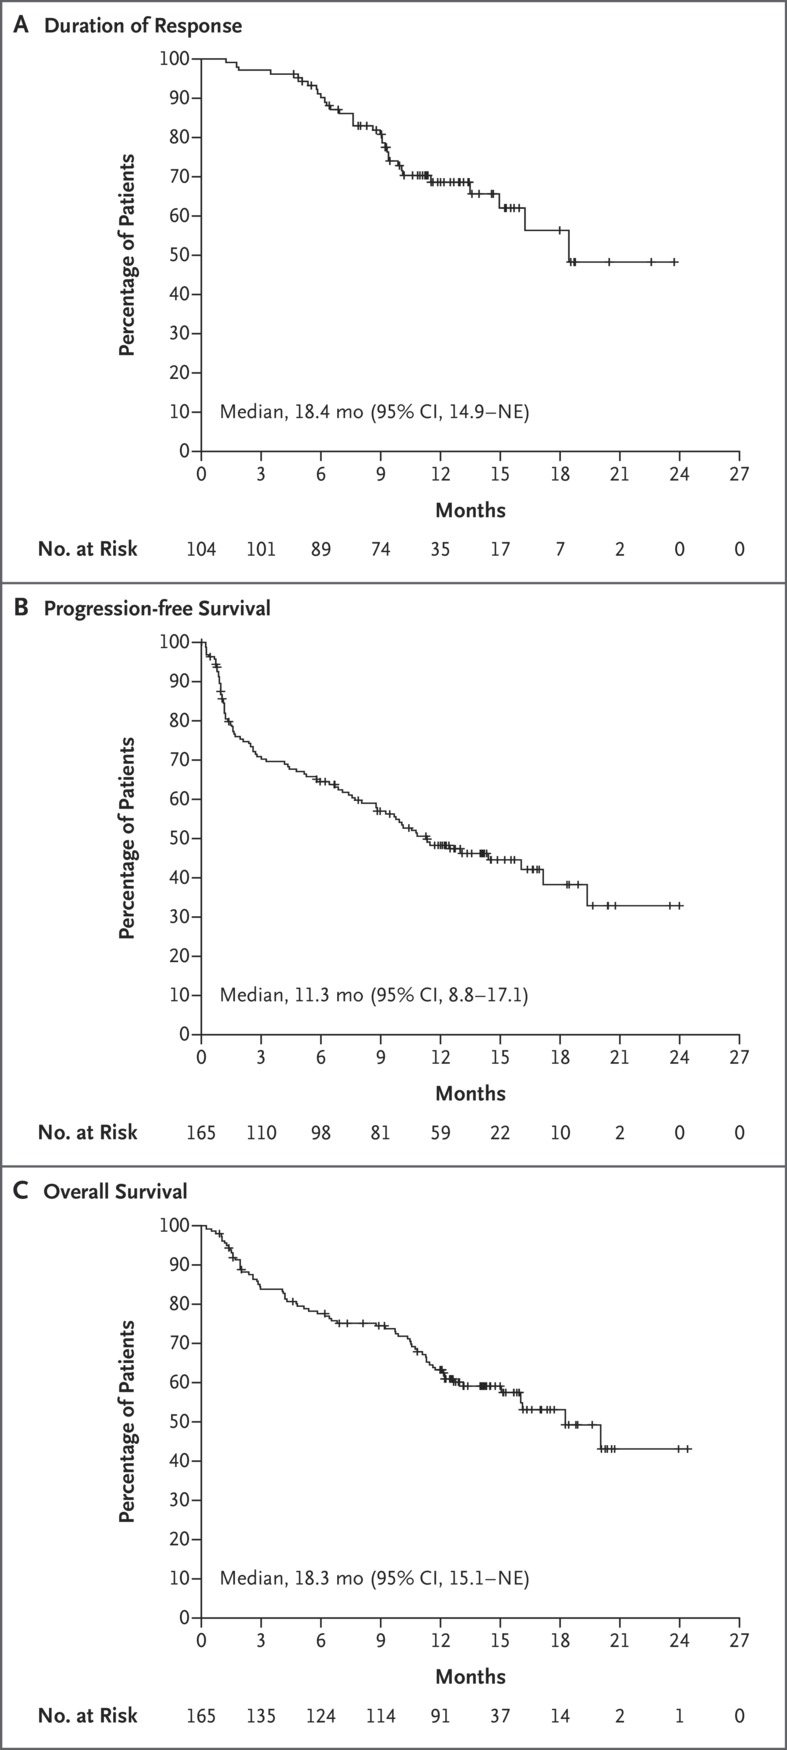 A Duration of Response
100
90
80
70
60
50
40
30
20
10
0
Percentage of Patients
Median, 18.4 mo (95% CI, 14.9–NE)
0 3 6 9 12 15 18 21 24 27
Months
No. at Risk 104 101 89 74 35 17 7 2 0 0
B Progression-free Survival
100
90
80
70
60
50
40
30
20
10
0
Percentage of Patients
Median, 11.3 mo (95% CI, 8.8–17.1)
0 3 6 9 12 15 18 21 24 27
Months
No. at Risk 165 110 98 81 59 22 10 2 0 0
C Overall Survival
100
90
80
70
60
50
40
30
20
10
0
Percentage of Patients
Median, 18.3 mo (95% CI, 15.1–NE)
0 3 6 9 12 15 18 21 24 27
Months
No. at Risk 165 135 124 114 91 37 14 2 1 0